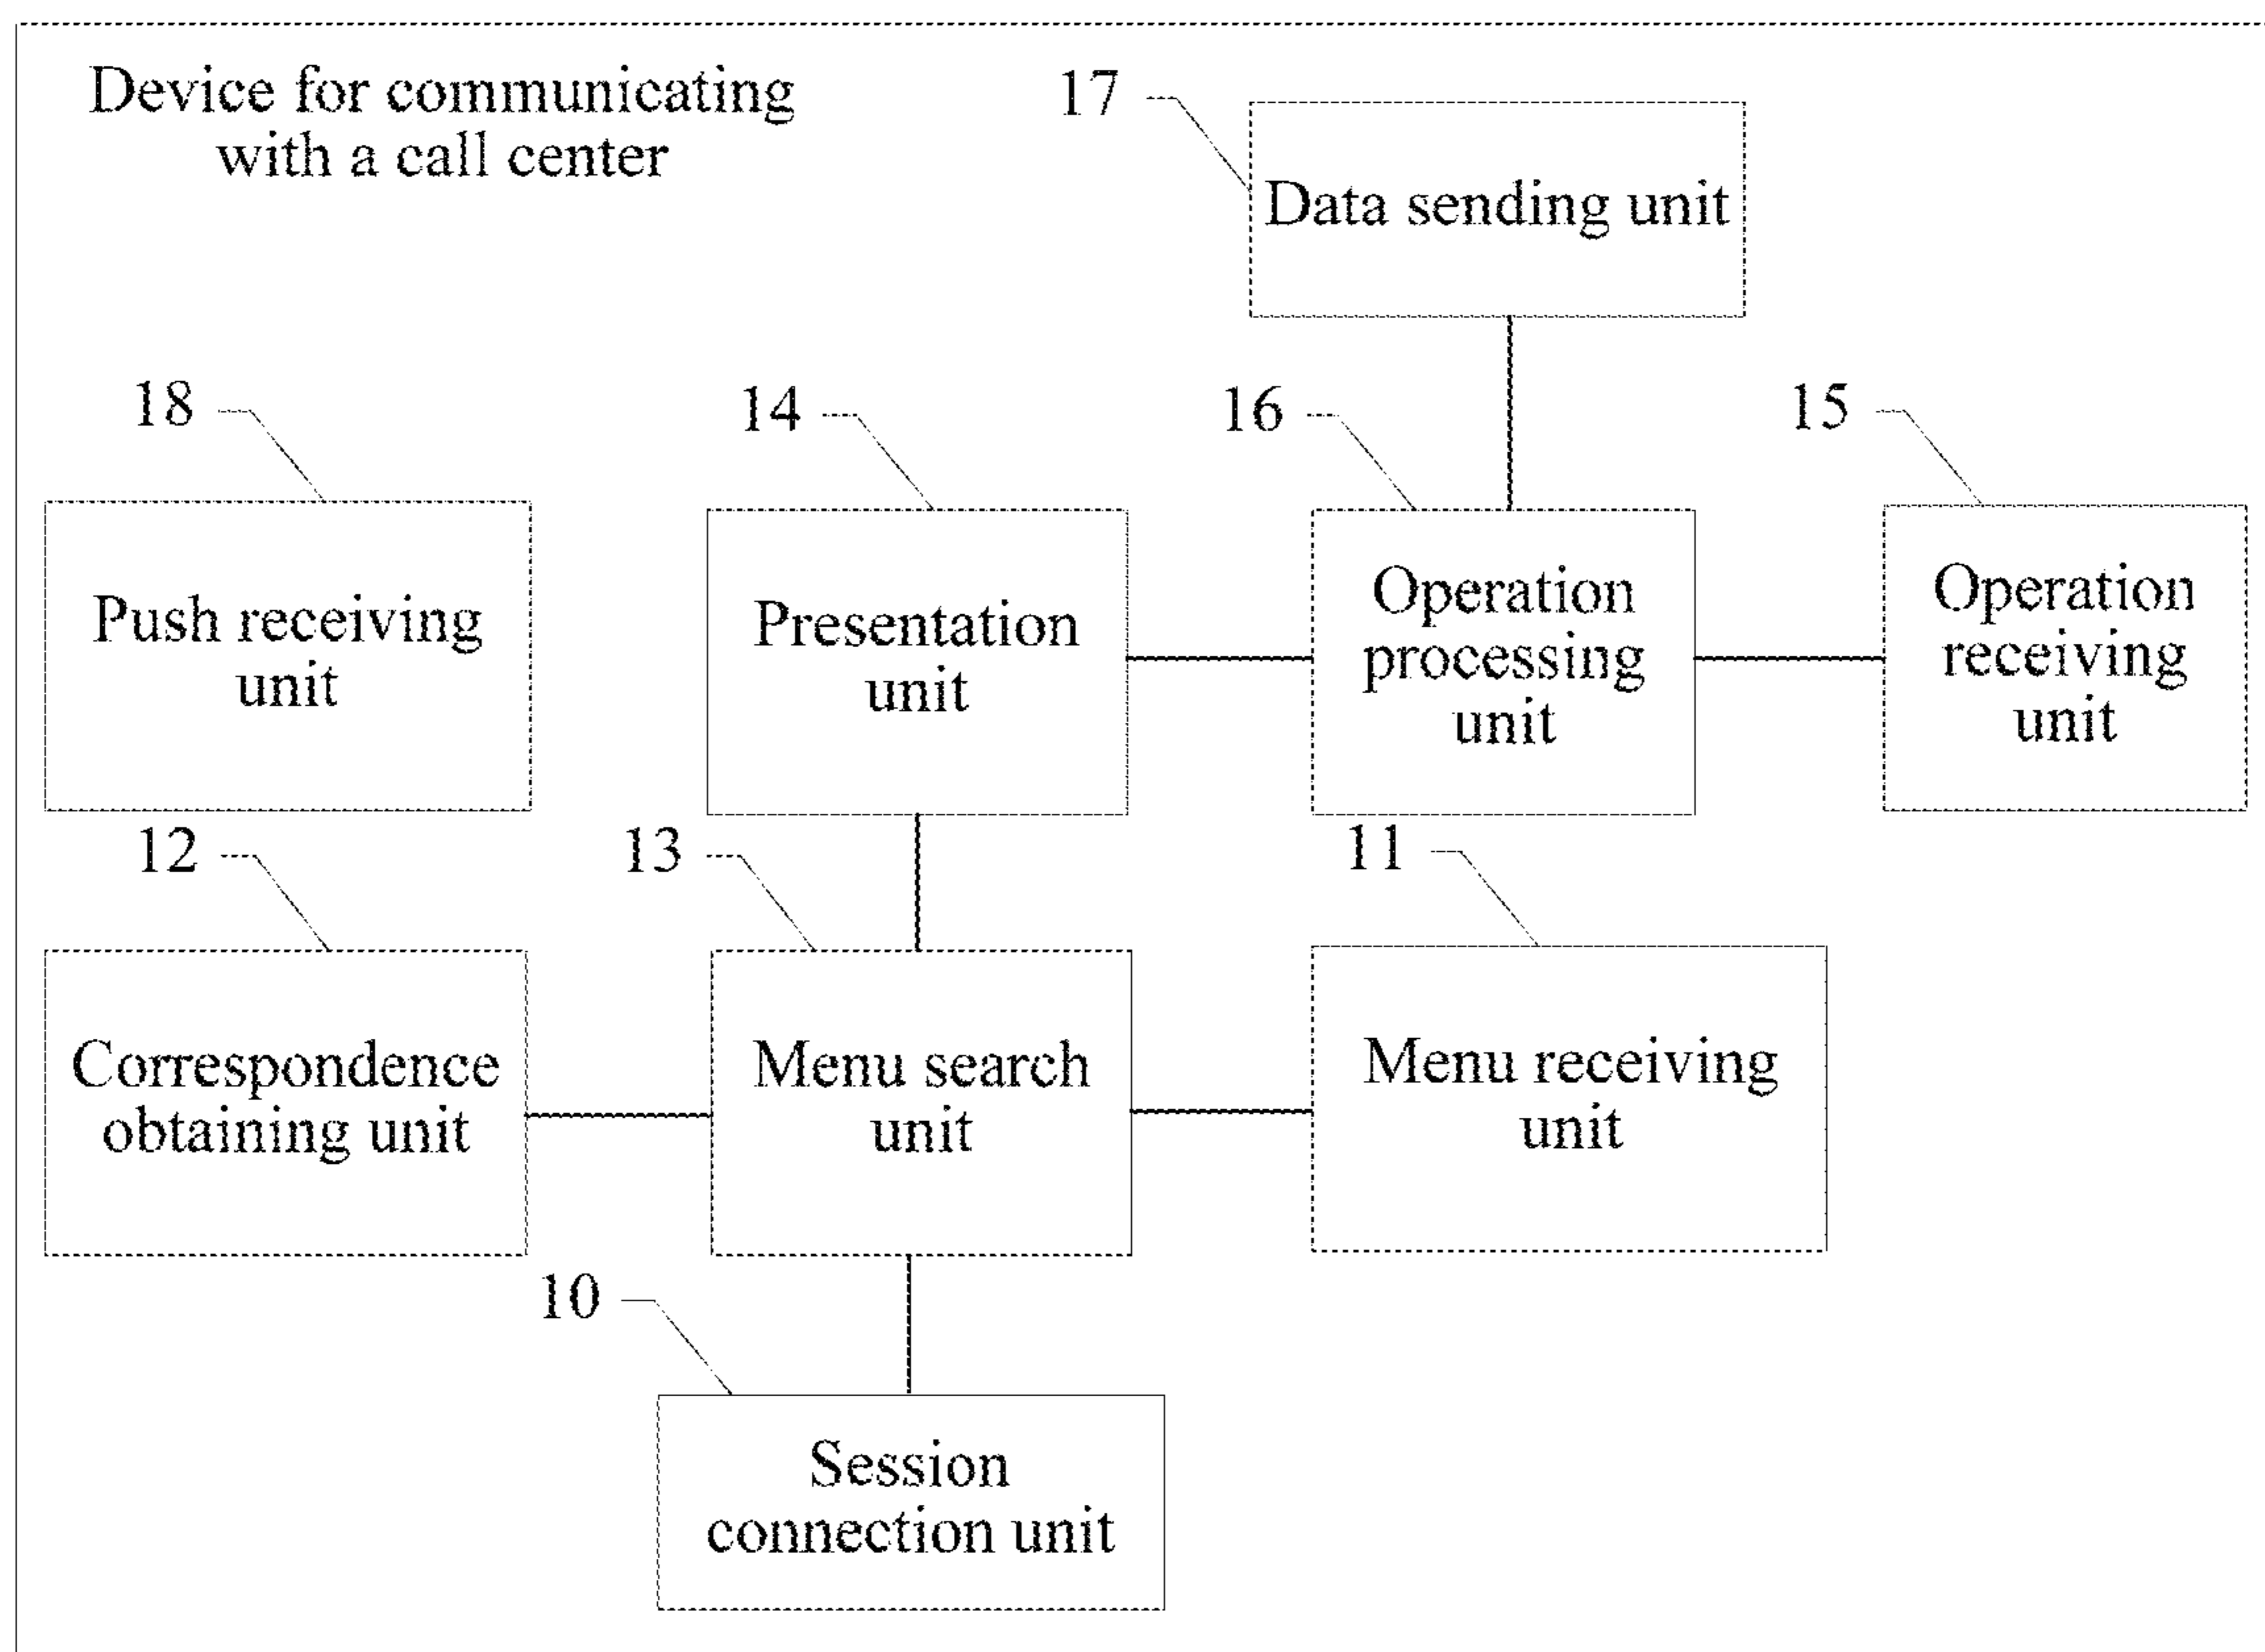 Device for communicating
with a call center
17
Data sending unit
18
14
16
15
Push receiving
unit
Presentation
unit
Operation
processing
unit
Operation
receiving
unit
12
13
11
Correspondence
obtaining unit
Menu search
unit
Menu receiving
unit
10
Session
connection unit